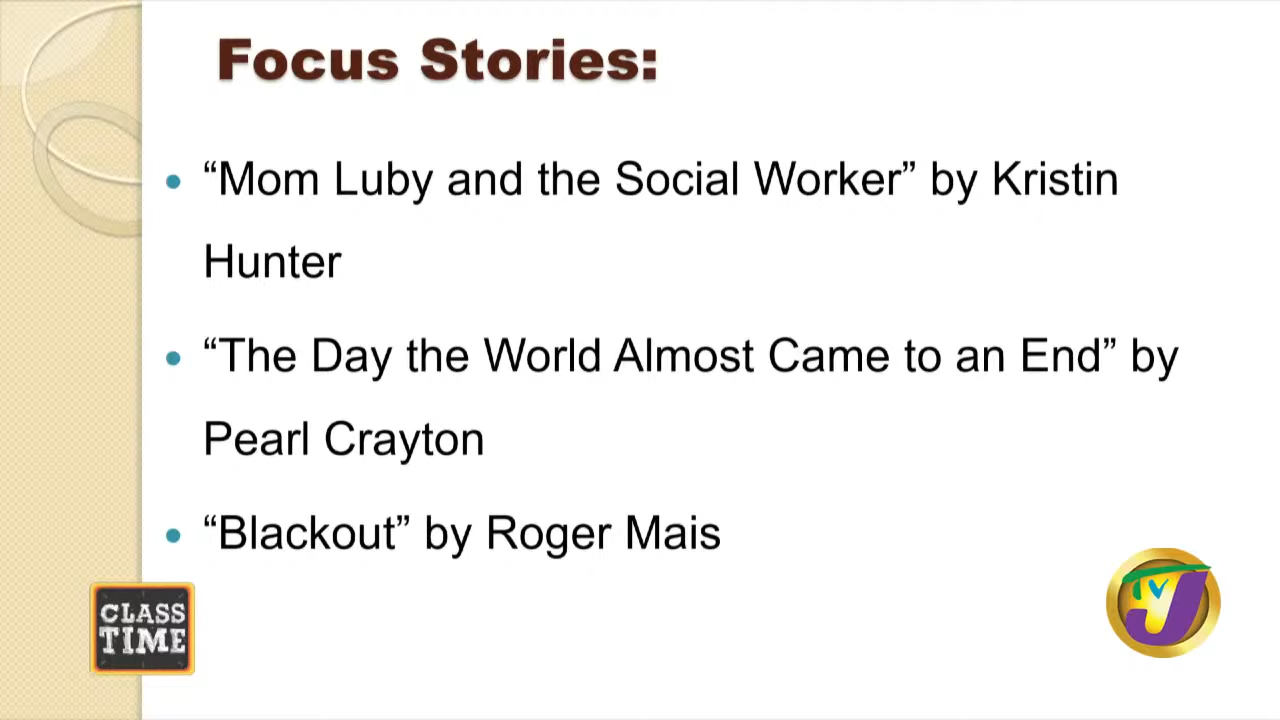 Focus Stories:
“Mom Luby and the Social Worker” by Kristin
Hunter
“The Day the World Almost Came to an End” by
Pearl Crayton
“Blackout” by Roger Mais
CLASS
TIME
TVJ